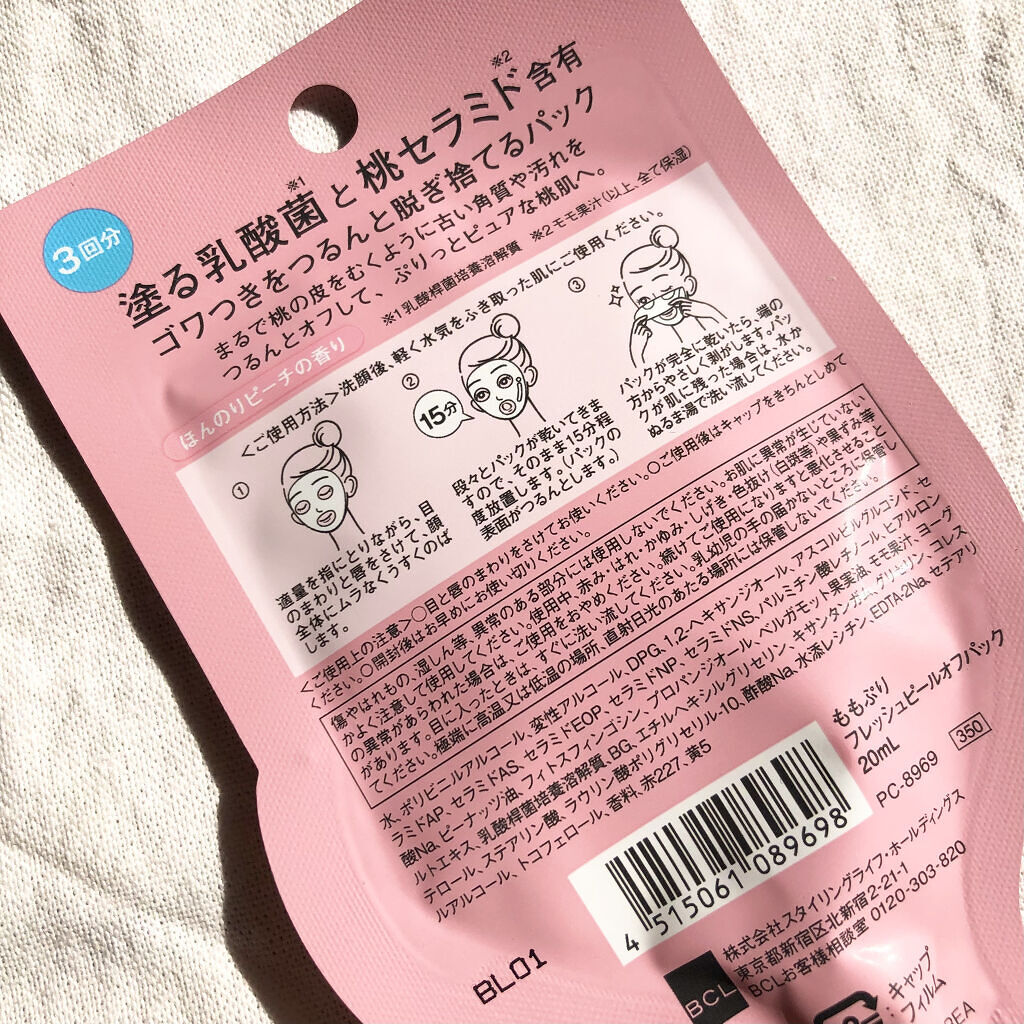 3回分
※1 ※2
塗る乳酸菌と桃セラミド含有
ゴワつきをつるんと脱ぎ捨てるパック
まるで桃の皮をむくように古い角質や汚れを
つるんとオフして、ぷりっとピュアな桃肌へ。
※1 乳酸桿菌培養溶解質 ※2 モモ果汁(以上、全て保湿)
ほんのりピーチの香り
<ご使用方法>洗顔後、軽く水気をふき取った肌にご使用ください。
①
適量を指にとりながら、目
のまわりと唇をさけて、顔
全体にムラなくうすくのば
します。
②
15分
段々とパックが乾いてきま
すので、そのまま15分程
度放置します。(パックの
表面がつるんとします。)
③
パックが完全に乾いたら、端の
方からやさしく剥がします。パッ
クが肌に残った場合は、水か
ぬるま湯で洗い流してください。
<ご使用上の注意>○目と唇のまわりをさけてお使いください。○ご使用後はキャップをきちんとしめて
ください。○開封後はお早めにお使い切りください。
傷やはれもの、湿しん等、異常のある部分には使用しないでください。お肌に異常が生じていない
かよく注意して使用してください。使用中、赤み・はれ・かゆみ・しげき・色抜け(白斑等)や黒ずみ等
の異常があらわれた場合は、ご使用をおやめください。続けてご使用になりますと悪化させること
があります。目に入ったときは、すぐに洗い流してください。乳幼児の手の届かないところに保管し
てください。極端に高温又は低温の場所、直射日光のあたる場所には保管しないでください。
水、ポリビニルアルコール、変性アルコール、DPG、1,2-ヘキサンジオール、アスコルビルグルコシド、セ
ラミドAP、セラミドAS、セラミドEOP、セラミドNP、セラミドNS、パルミチン酸レチノール、ヒアルロン
酸Na、ピーナッツ油、フィトスフィンゴシン、プロパンジオール、ベルガモット果実油、モモ果汁、ヨーグ
ルトエキス、乳酸桿菌培養溶解質、BG、エチルヘキシルグリセリン、キサンタンガム、グリセリン、コレス
テロール、ステアリン酸、ラウリン酸ポリグリセリル-10、酢酸Na、水添レシチン、EDTA-2Na、セテアリ
ルアルコール、トコフェロール、香料、赤227、黄5
ももぷり
フレッシュピールオフパック
20mL
PC-8969
350
4 515061 089698
BL01
BCL
株式会社スタイリングライフ・ホールディングス
東京都新宿区北新宿2-21-1
BCLお客様相談室 0120-303-820
キャップ
フィルム